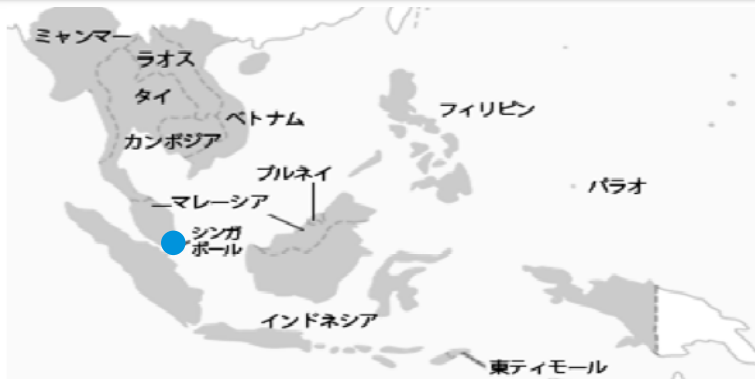 ミャンマー
ラオス
タイ
ベトナム
カンボジア
フィリピン
ブルネイ
パラオ
マレーシア
シンガ
ポール
インドネシア
東ティモール